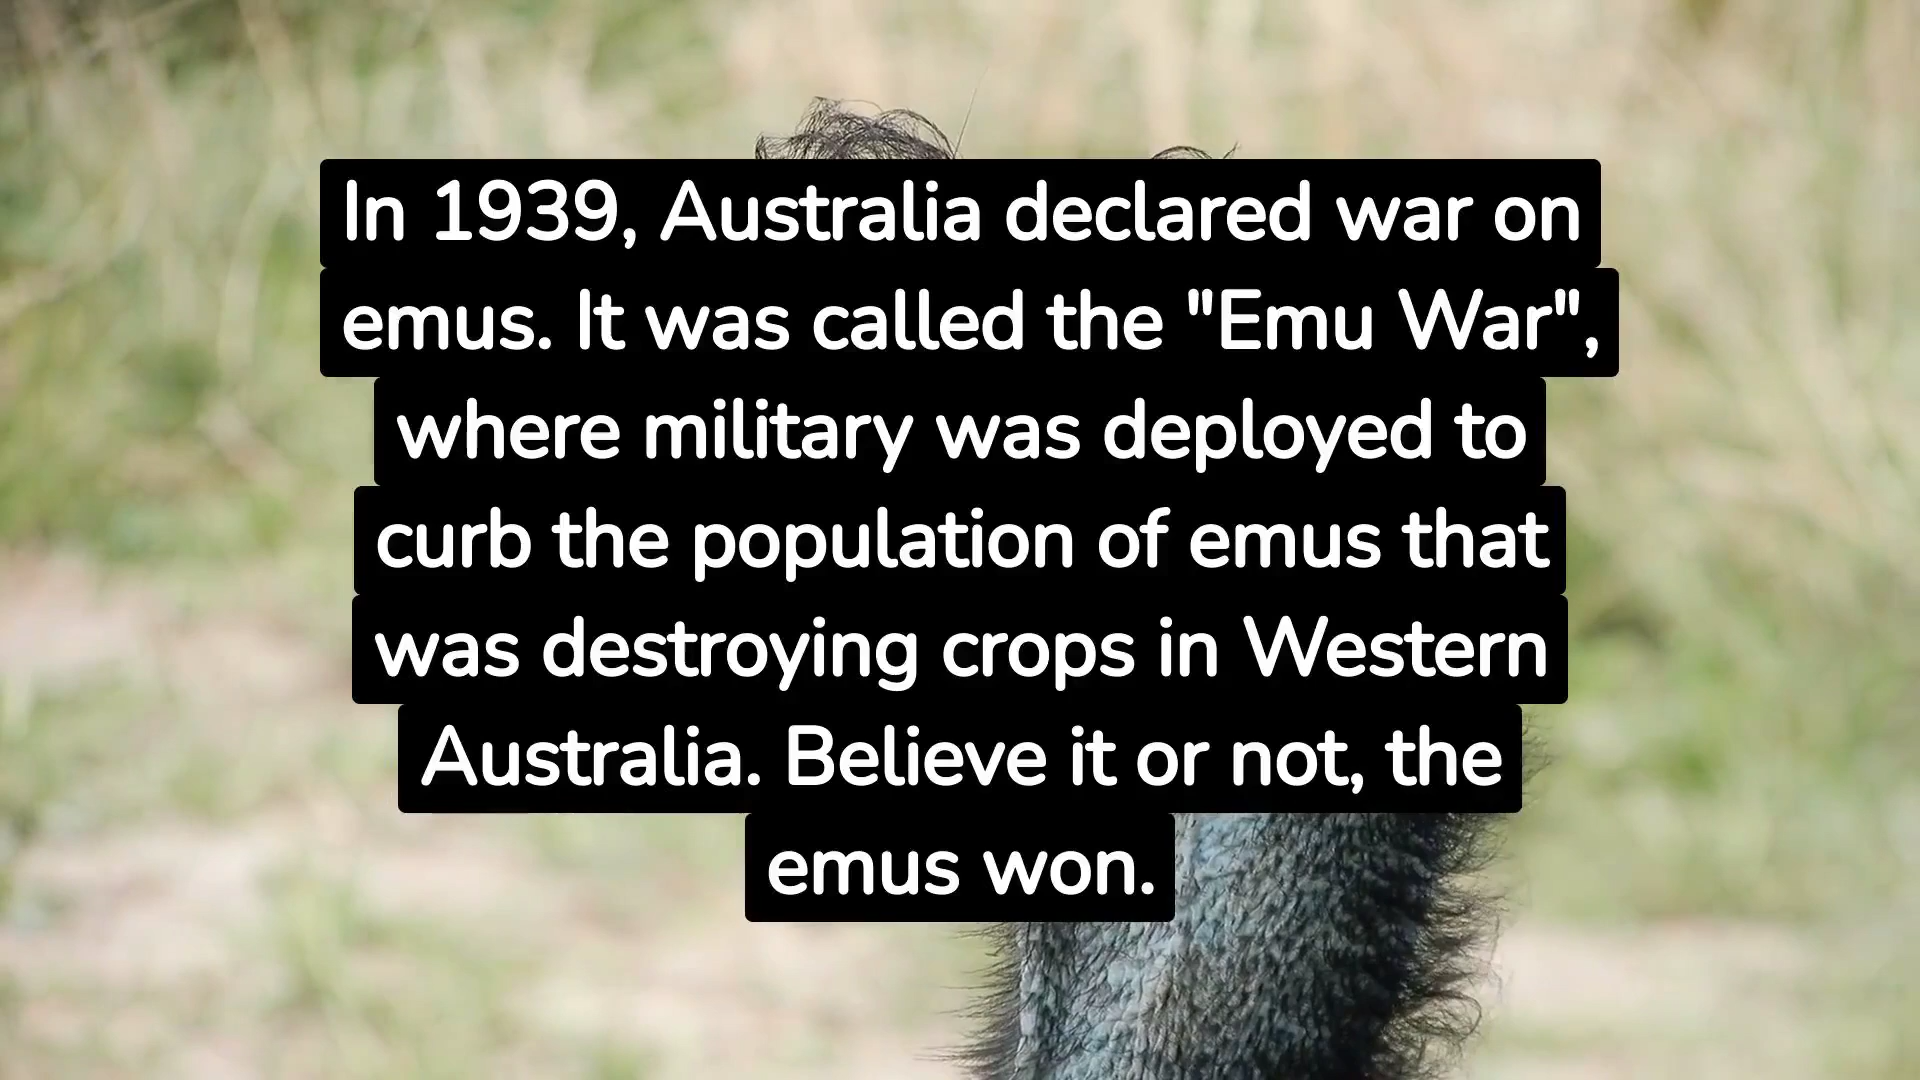 In 1939, Australia declared war on
emus. It was called the "Emu War",
where military was deployed to
curb the population of emus that
was destroying crops in Western
Australia. Believe it or not, the
emus won.